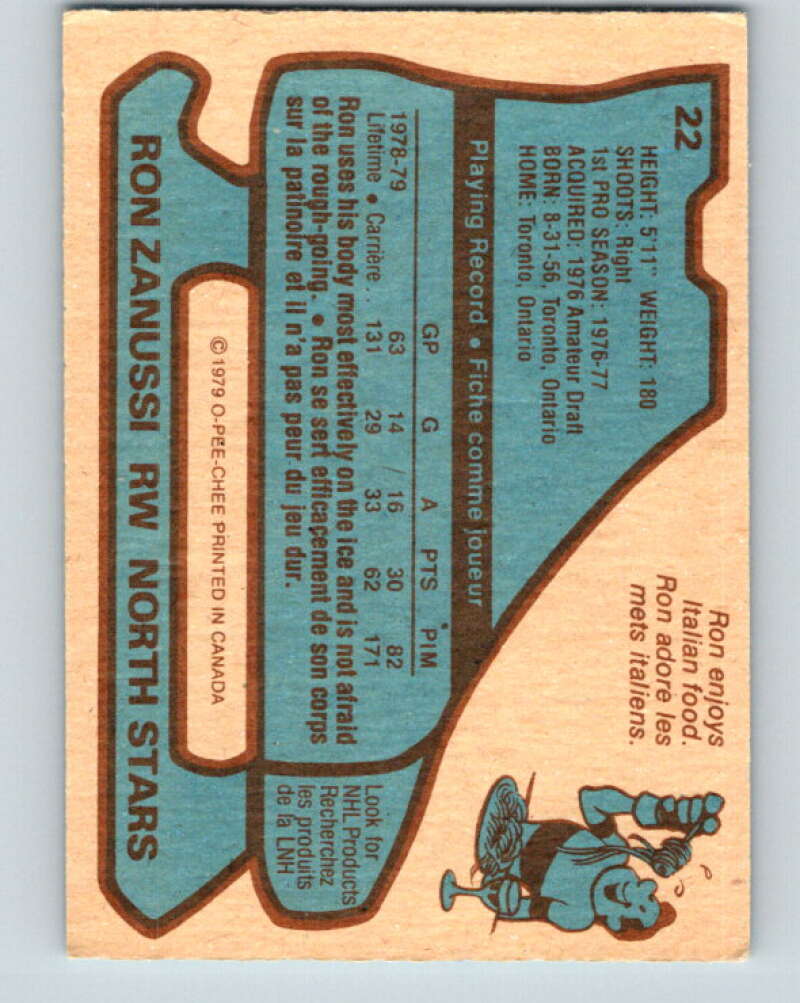 22
HEIGHT: 5'11" WEIGHT: 180
SHOOTS: Right
1st PRO SEASON: 1976-77
ACQUIRED: 1976 Amateur Draft
BORN: 8-31-56, Toronto, Ontario
HOME: Toronto, Ontario
Playing Record • Fiche comme joueur
GP G A PTS PIM
1978-79 63 14 16 30 82
Lifetime • Carrière . . 131 29 33 62 171
Ron uses his body most effectively on the ice and is not afraid
of the rough-going. • Ron se sert efficacement de son corps
sur la patinoire et il n'a pas peur du jeu dur.
Ron enjoys
Italian food.
Ron adore les
mets italiens.
Look for
NHL Products
Recherchez
les produits
de la LNH
© 1979 O-PEE-CHEE PRINTED IN CANADA
RON ZANUSSI RW NORTH STARS